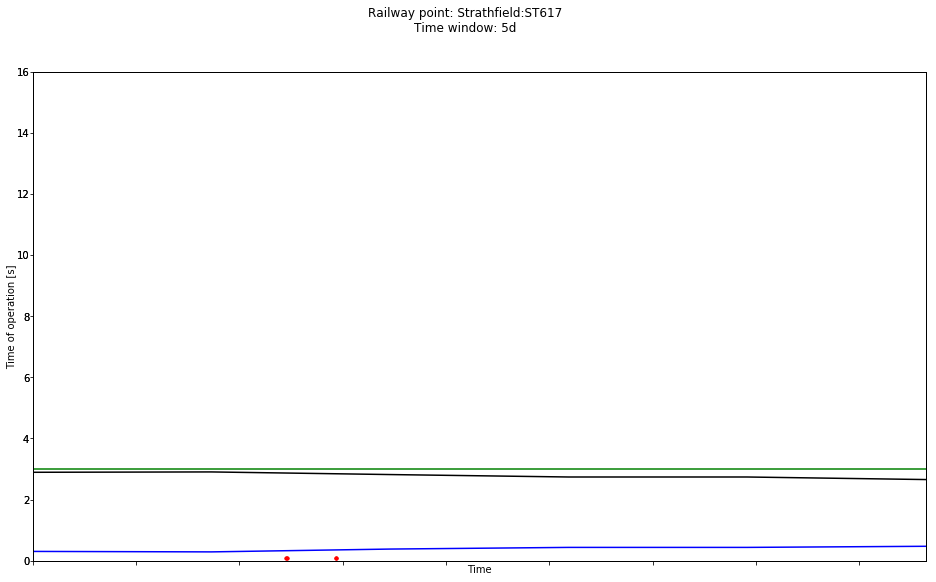 Railway point: Strathfield:ST617
Time window: 5d
16
14
12
10
8
6
4
2
0
Time of operation [s]
Time